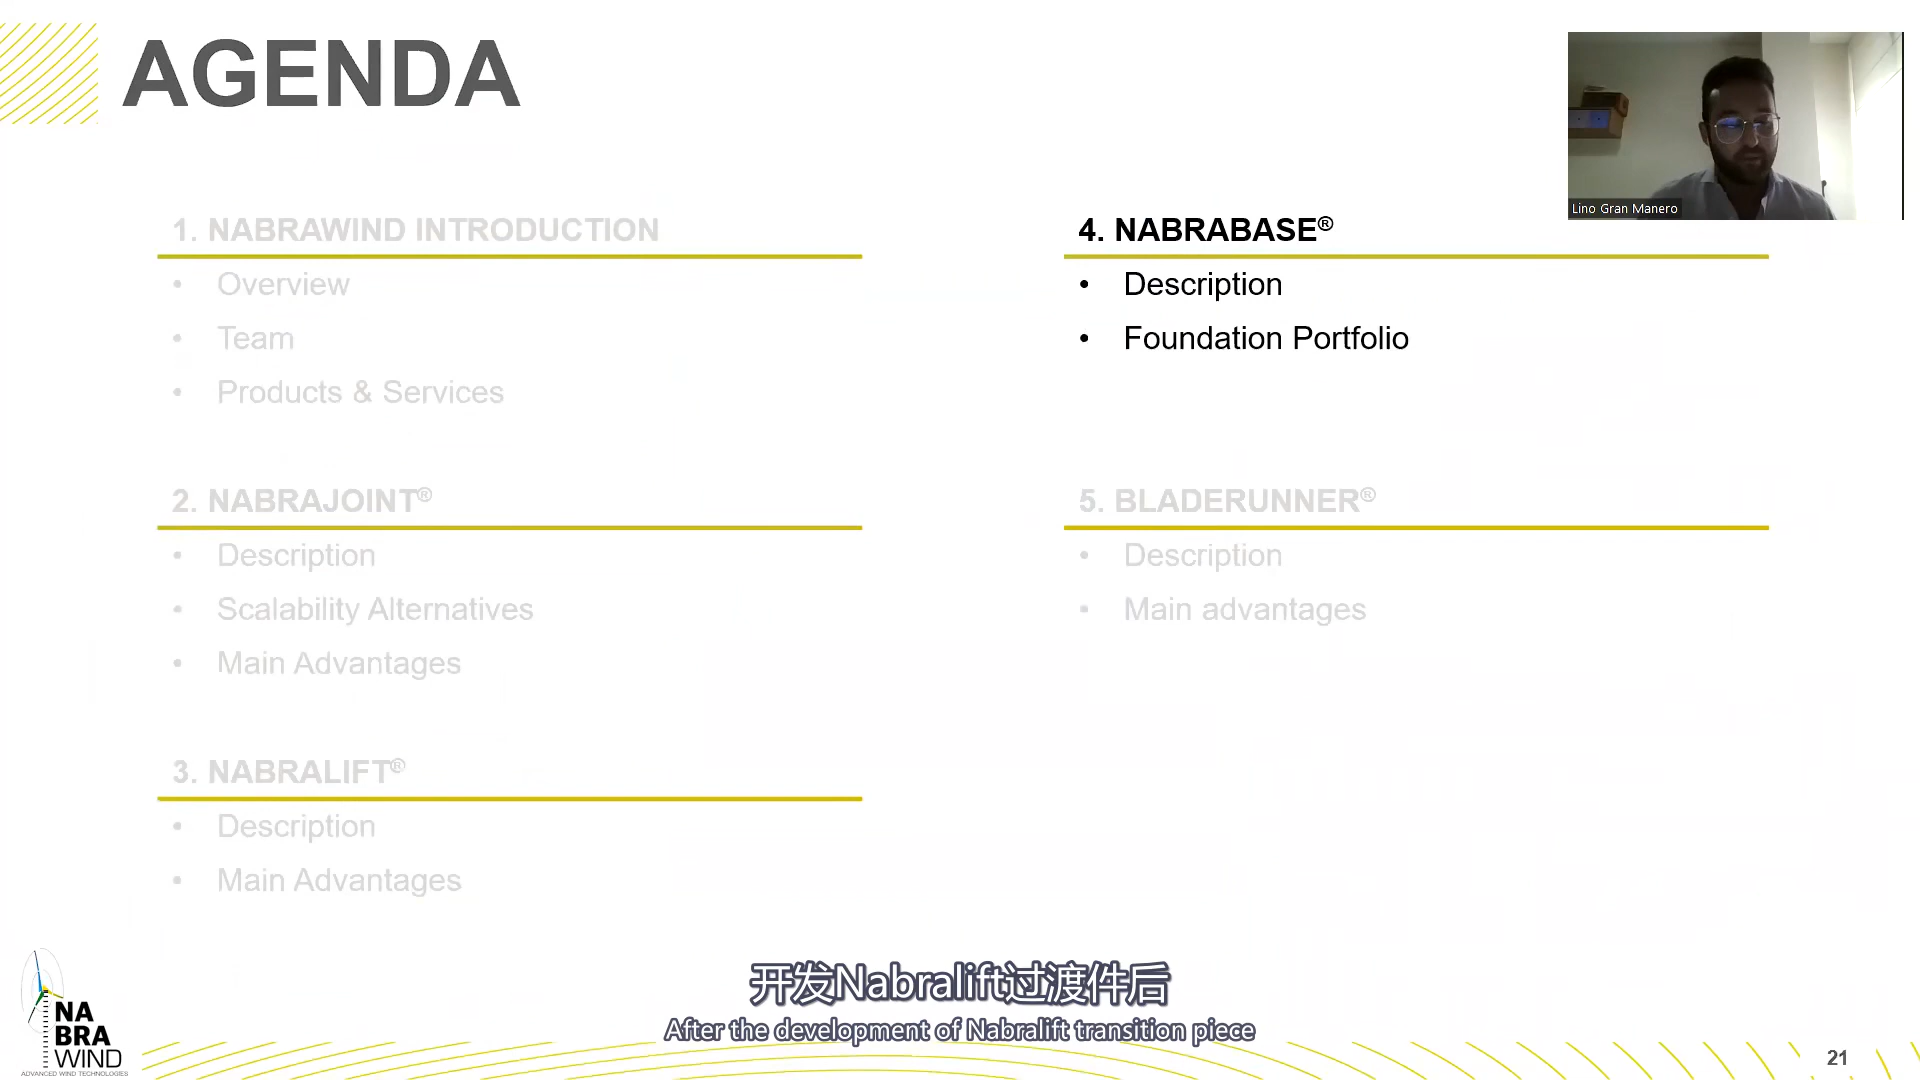 AGENDA
Lino Gran Manero
1. NABRAWIND INTRODUCTION
• Overview
• Team
• Products & Services
2. NABRAJOINT®
• Description
• Scalability Alternatives
• Main Advantages
3. NABRALIFT®
• Description
• Main Advantages
4. NABRABASE®
• Description
• Foundation Portfolio
5. BLADERUNNER®
• Description
• Main advantages
开发Nabralift过渡件后
After the development of Nabralift transition piece
NA
BRA
WIND
ADVANCED WIND TECHNOLOGIES
21